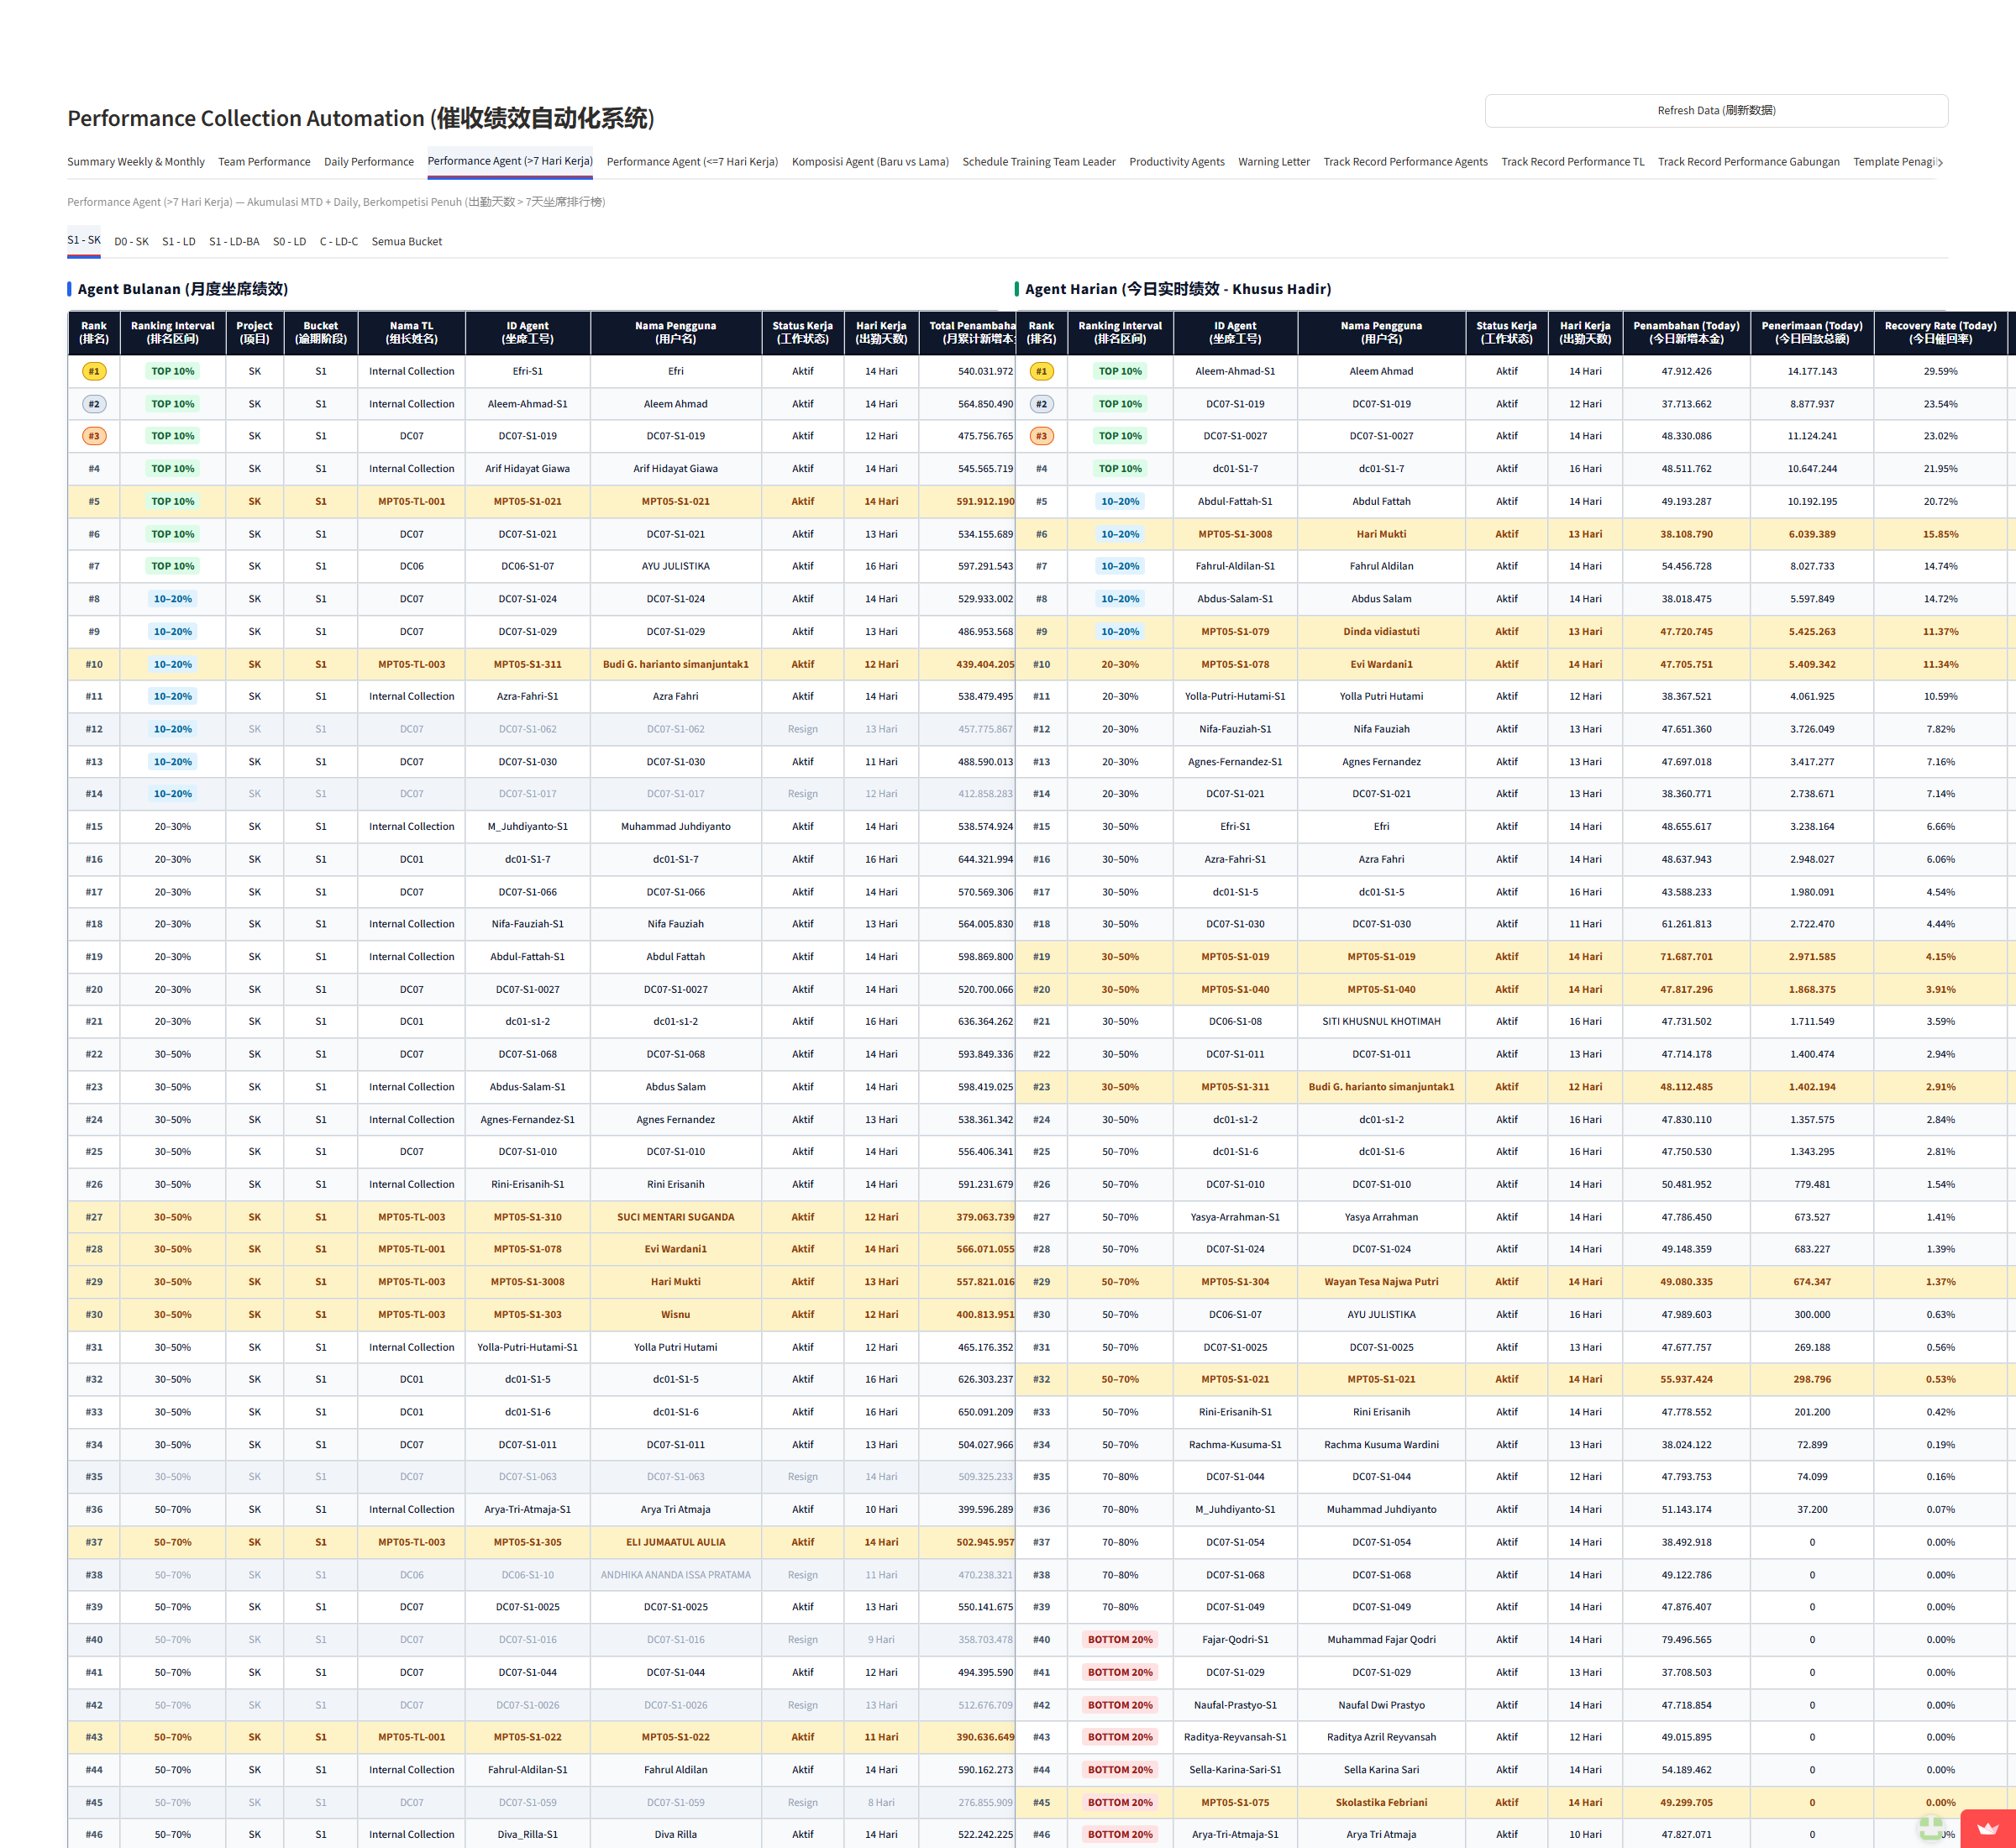 Performance Collection Automation (催收绩效自动化系统)
Refresh Data (刷新数据)
Summary Weekly & Monthly Team Performance Daily Performance Performance Agent (>7 Hari Kerja) Performance Agent (<=7 Hari Kerja) Komposisi Agent (Baru vs Lama) Schedule Training Team Leader Productivity Agents Warning Letter Track Record Performance Agents Track Record Performance TL Track Record Performance Gabungan Template Penagi
Performance Agent (>7 Hari Kerja) — Akumulasi MTD + Daily, Berkompetisi Penuh (出勤天数 > 7天坐席排行榜)
S1 - SK D0 - SK S1 - LD S1 - LD-BA S0 - LD C - LD-C Semua Bucket
Agent Bulanan (月度坐席绩效)
Rank Ranking Interval Project Bucket Nama TL ID Agent Nama Pengguna Status Kerja Hari Kerja Total Penambaha
(排名) (排名区间) (项目) (逾期阶段) (组长姓名) (坐席工号) (用户名) (工作状态) (出勤天数) (月累计新增本
#1 TOP 10% SK S1 Internal Collection Efri-S1 Efri Aktif 14 Hari 540.031.972
#2 TOP 10% SK S1 Internal Collection Aleem-Ahmad-S1 Aleem Ahmad Aktif 14 Hari 564.850.490
#3 TOP 10% SK S1 DC07 DC07-S1-019 DC07-S1-019 Aktif 12 Hari 475.756.765
#4 TOP 10% SK S1 Internal Collection Arif Hidayat Giawa Arif Hidayat Giawa Aktif 14 Hari 545.565.719
#5 TOP 10% SK S1 MPT05-TL-001 MPT05-S1-021 MPT05-S1-021 Aktif 14 Hari 591.912.190
#6 TOP 10% SK S1 DC07 DC07-S1-021 DC07-S1-021 Aktif 13 Hari 534.155.689
#7 TOP 10% SK S1 DC06 DC06-S1-07 AYU JULISTIKA Aktif 16 Hari 597.291.543
#8 10–20% SK S1 DC07 DC07-S1-024 DC07-S1-024 Aktif 14 Hari 529.933.002
#9 10–20% SK S1 DC07 DC07-S1-029 DC07-S1-029 Aktif 13 Hari 486.953.568
#10 10–20% SK S1 MPT05-TL-003 MPT05-S1-311 Budi G. harianto simanjuntak1 Aktif 12 Hari 439.404.205
#11 10–20% SK S1 Internal Collection Azra-Fahri-S1 Azra Fahri Aktif 14 Hari 538.479.495
#12 10–20% SK S1 DC07 DC07-S1-062 DC07-S1-062 Resign 13 Hari 457.775.867
#13 10–20% SK S1 DC07 DC07-S1-030 DC07-S1-030 Aktif 11 Hari 488.590.013
#14 10–20% SK S1 DC07 DC07-S1-017 DC07-S1-017 Resign 12 Hari 412.858.283
#15 20–30% SK S1 Internal Collection M_Juhdiyanto-S1 Muhammad Juhdiyanto Aktif 14 Hari 538.574.924
#16 20–30% SK S1 DC01 dc01-S1-7 dc01-S1-7 Aktif 16 Hari 644.321.994
#17 20–30% SK S1 DC07 DC07-S1-066 DC07-S1-066 Aktif 14 Hari 570.569.306
#18 20–30% SK S1 Internal Collection Nifa-Fauziah-S1 Nifa Fauziah Aktif 13 Hari 564.005.830
#19 20–30% SK S1 Internal Collection Abdul-Fattah-S1 Abdul Fattah Aktif 14 Hari 598.869.800
#20 20–30% SK S1 DC07 DC07-S1-0027 DC07-S1-0027 Aktif 14 Hari 520.700.066
#21 20–30% SK S1 DC01 dc01-s1-2 dc01-s1-2 Aktif 16 Hari 636.364.262
#22 30–50% SK S1 DC07 DC07-S1-068 DC07-S1-068 Aktif 14 Hari 593.849.336
#23 30–50% SK S1 Internal Collection Abdus-Salam-S1 Abdus Salam Aktif 14 Hari 598.419.025
#24 30–50% SK S1 Internal Collection Agnes-Fernandez-S1 Agnes Fernandez Aktif 13 Hari 538.361.342
#25 30–50% SK S1 DC07 DC07-S1-010 DC07-S1-010 Aktif 14 Hari 556.406.341
#26 30–50% SK S1 Internal Collection Rini-Erisanih-S1 Rini Erisanih Aktif 14 Hari 591.231.679
#27 30–50% SK S1 MPT05-TL-003 MPT05-S1-310 SUCI MENTARI SUGANDA Aktif 12 Hari 379.063.739
#28 30–50% SK S1 MPT05-TL-001 MPT05-S1-078 Evi Wardani1 Aktif 14 Hari 566.071.055
#29 30–50% SK S1 MPT05-TL-003 MPT05-S1-3008 Hari Mukti Aktif 13 Hari 557.821.016
#30 30–50% SK S1 MPT05-TL-003 MPT05-S1-303 Wisnu Aktif 12 Hari 400.813.951
#31 30–50% SK S1 Internal Collection Yolla-Putri-Hutami-S1 Yolla Putri Hutami Aktif 12 Hari 465.176.352
#32 30–50% SK S1 DC01 dc01-S1-5 dc01-S1-5 Aktif 16 Hari 626.303.237
#33 30–50% SK S1 DC01 dc01-S1-6 dc01-S1-6 Aktif 16 Hari 650.091.209
#34 30–50% SK S1 DC07 DC07-S1-011 DC07-S1-011 Aktif 13 Hari 504.027.966
#35 30–50% SK S1 DC07 DC07-S1-063 DC07-S1-063 Resign 14 Hari 509.325.233
#36 50–70% SK S1 Internal Collection Arya-Tri-Atmaja-S1 Arya Tri Atmaja Aktif 10 Hari 399.596.289
#37 50–70% SK S1 MPT05-TL-003 MPT05-S1-305 ELI JUMAATUL AULIA Aktif 14 Hari 502.945.957
#38 50–70% SK S1 DC06 DC06-S1-10 ANDHIKA ANANDA ISSA PRATAMA Resign 11 Hari 470.238.321
#39 50–70% SK S1 DC07 DC07-S1-0025 DC07-S1-0025 Aktif 13 Hari 550.141.675
#40 50–70% SK S1 DC07 DC07-S1-016 DC07-S1-016 Resign 9 Hari 358.703.478
#41 50–70% SK S1 DC07 DC07-S1-044 DC07-S1-044 Aktif 12 Hari 494.395.590
#42 50–70% SK S1 DC07 DC07-S1-0026 DC07-S1-0026 Resign 13 Hari 512.676.709
#43 50–70% SK S1 MPT05-TL-001 MPT05-S1-022 MPT05-S1-022 Aktif 11 Hari 390.636.649
#44 50–70% SK S1 Internal Collection Fahrul-Aldilan-S1 Fahrul Aldilan Aktif 14 Hari 590.162.273
#45 50–70% SK S1 DC07 DC07-S1-059 DC07-S1-059 Resign 8 Hari 276.855.909
#46 50–70% SK S1 Internal Collection Diva_Rilla-S1 Diva Rilla Aktif 14 Hari 522.242.225
Agent Harian (今日实时绩效 - Khusus Hadir)
Rank Ranking Interval ID Agent Nama Pengguna Status Kerja Hari Kerja Penambahan (Today) Penerimaan (Today) Recovery Rate (Today)
(排名) (排名区间) (坐席工号) (用户名) (工作状态) (出勤天数) (今日新增本金) (今日回款总额) (今日催回率)
#1 TOP 10% Aleem-Ahmad-S1 Aleem Ahmad Aktif 14 Hari 47.912.426 14.177.143 29.59%
#2 TOP 10% DC07-S1-019 DC07-S1-019 Aktif 12 Hari 37.713.662 8.877.937 23.54%
#3 TOP 10% DC07-S1-0027 DC07-S1-0027 Aktif 14 Hari 48.330.086 11.124.241 23.02%
#4 TOP 10% dc01-S1-7 dc01-S1-7 Aktif 16 Hari 48.511.762 10.647.244 21.95%
#5 10–20% Abdul-Fattah-S1 Abdul Fattah Aktif 14 Hari 49.193.287 10.192.195 20.72%
#6 10–20% MPT05-S1-3008 Hari Mukti Aktif 13 Hari 38.108.790 6.039.389 15.85%
#7 10–20% Fahrul-Aldilan-S1 Fahrul Aldilan Aktif 14 Hari 54.456.728 8.027.733 14.74%
#8 10–20% Abdus-Salam-S1 Abdus Salam Aktif 14 Hari 38.018.475 5.597.849 14.72%
#9 10–20% MPT05-S1-079 Dinda vidiastuti Aktif 13 Hari 47.720.745 5.425.263 11.37%
#10 20–30% MPT05-S1-078 Evi Wardani1 Aktif 14 Hari 47.705.751 5.409.342 11.34%
#11 20–30% Yolla-Putri-Hutami-S1 Yolla Putri Hutami Aktif 12 Hari 38.367.521 4.061.925 10.59%
#12 20–30% Nifa-Fauziah-S1 Nifa Fauziah Aktif 13 Hari 47.651.360 3.726.049 7.82%
#13 20–30% Agnes-Fernandez-S1 Agnes Fernandez Aktif 13 Hari 47.697.018 3.417.277 7.16%
#14 20–30% DC07-S1-021 DC07-S1-021 Aktif 13 Hari 38.360.771 2.738.671 7.14%
#15 30–50% Efri-S1 Efri Aktif 14 Hari 48.655.617 3.238.164 6.66%
#16 30–50% Azra-Fahri-S1 Azra Fahri Aktif 14 Hari 48.637.943 2.948.027 6.06%
#17 30–50% dc01-S1-5 dc01-S1-5 Aktif 16 Hari 43.588.233 1.980.091 4.54%
#18 30–50% DC07-S1-030 DC07-S1-030 Aktif 11 Hari 61.261.813 2.722.470 4.44%
#19 30–50% MPT05-S1-019 MPT05-S1-019 Aktif 14 Hari 71.687.701 2.971.585 4.15%
#20 30–50% MPT05-S1-040 MPT05-S1-040 Aktif 14 Hari 47.817.296 1.868.375 3.91%
#21 30–50% DC06-S1-08 SITI KHUSNUL KHOTIMAH Aktif 16 Hari 47.731.502 1.711.549 3.59%
#22 30–50% DC07-S1-011 DC07-S1-011 Aktif 13 Hari 47.714.178 1.400.474 2.94%
#23 30–50% MPT05-S1-311 Budi G. harianto simanjuntak1 Aktif 12 Hari 48.112.485 1.402.194 2.91%
#24 30–50% dc01-s1-2 dc01-s1-2 Aktif 16 Hari 47.830.110 1.357.575 2.84%
#25 50–70% dc01-S1-6 dc01-S1-6 Aktif 16 Hari 47.750.530 1.343.295 2.81%
#26 50–70% DC07-S1-010 DC07-S1-010 Aktif 14 Hari 50.481.952 779.481 1.54%
#27 50–70% Yasya-Arrahman-S1 Yasya Arrahman Aktif 14 Hari 47.786.450 673.527 1.41%
#28 50–70% DC07-S1-024 DC07-S1-024 Aktif 14 Hari 49.148.359 683.227 1.39%
#29 50–70% MPT05-S1-304 Wayan Tesa Najwa Putri Aktif 14 Hari 49.080.335 674.347 1.37%
#30 50–70% DC06-S1-07 AYU JULISTIKA Aktif 16 Hari 47.989.603 300.000 0.63%
#31 50–70% DC07-S1-0025 DC07-S1-0025 Aktif 13 Hari 47.677.757 269.188 0.56%
#32 50–70% MPT05-S1-021 MPT05-S1-021 Aktif 14 Hari 55.937.424 298.796 0.53%
#33 50–70% Rini-Erisanih-S1 Rini Erisanih Aktif 14 Hari 47.778.552 201.200 0.42%
#34 50–70% Rachma-Kusuma-S1 Rachma Kusuma Wardini Aktif 13 Hari 38.024.122 72.899 0.19%
#35 70–80% DC07-S1-044 DC07-S1-044 Aktif 12 Hari 47.793.753 74.099 0.16%
#36 70–80% M_Juhdiyanto-S1 Muhammad Juhdiyanto Aktif 14 Hari 51.143.174 37.200 0.07%
#37 70–80% DC07-S1-054 DC07-S1-054 Aktif 14 Hari 38.492.918 0 0.00%
#38 70–80% DC07-S1-068 DC07-S1-068 Aktif 14 Hari 49.122.786 0 0.00%
#39 70–80% DC07-S1-049 DC07-S1-049 Aktif 14 Hari 47.876.407 0 0.00%
#40 BOTTOM 20% Fajar-Qodri-S1 Muhammad Fajar Qodri Aktif 14 Hari 79.496.565 0 0.00%
#41 BOTTOM 20% DC07-S1-029 DC07-S1-029 Aktif 13 Hari 37.708.503 0 0.00%
#42 BOTTOM 20% Naufal-Prastyo-S1 Naufal Dwi Prastyo Aktif 14 Hari 47.718.854 0 0.00%
#43 BOTTOM 20% Raditya-Reyvansah-S1 Raditya Azril Reyvansah Aktif 12 Hari 49.015.895 0 0.00%
#44 BOTTOM 20% Sella-Karina-Sari-S1 Sella Karina Sari Aktif 14 Hari 54.189.462 0 0.00%
#45 BOTTOM 20% MPT05-S1-075 Skolastika Febriani Aktif 14 Hari 49.299.705 0 0.00%
#46 BOTTOM 20% Arya-Tri-Atmaja-S1 Arya Tri Atmaja Aktif 10 Hari 47.827.071 0